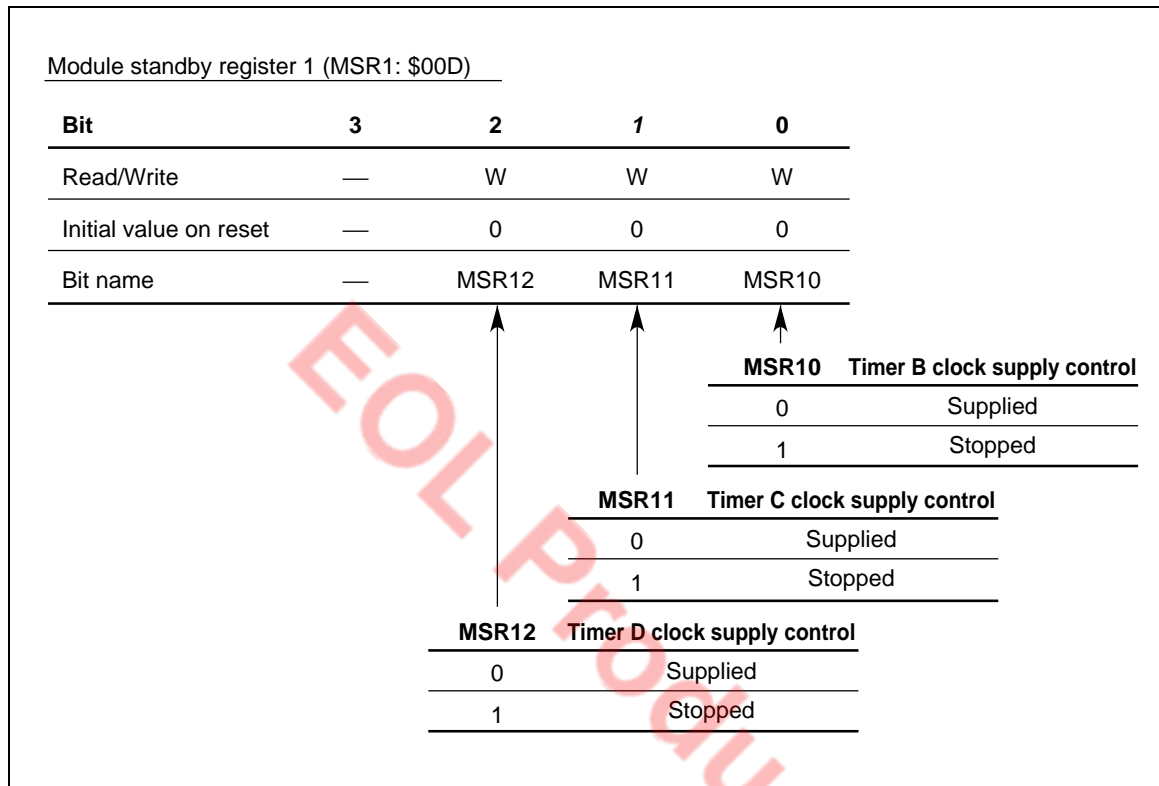 Module standby register 1 (MSR1: $00D)
Bit 3 2 1 0
Read/Write — W W W
Initial value on reset — 0 0 0
Bit name — MSR12 MSR11 MSR10
MSR10 Timer B clock supply control
0 Supplied
1 Stopped
MSR11 Timer C clock supply control
0 Supplied
1 Stopped
MSR12 Timer D clock supply control
0 Supplied
1 Stopped
EOL Produ